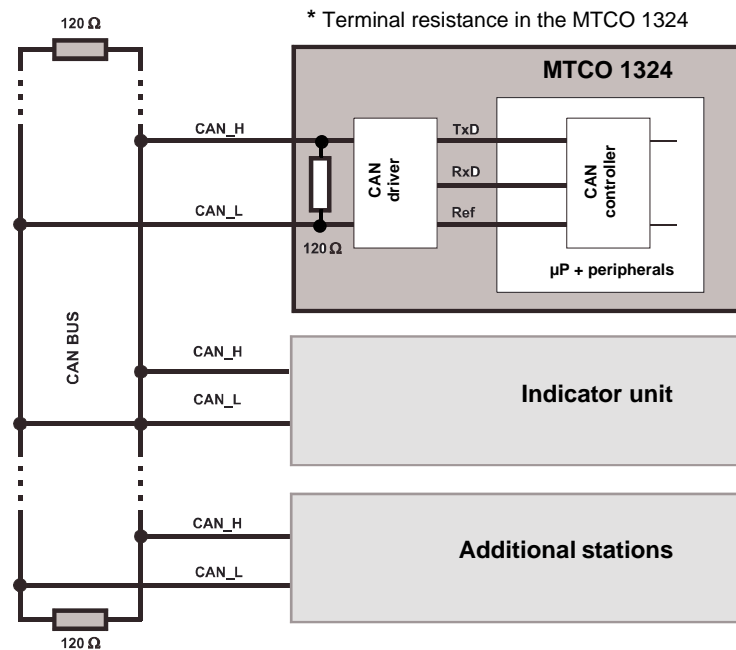 * Terminal resistance in the MTCO 1324
120 Ω
MTCO 1324
CAN_H
TxD
CAN driver
RxD
CAN controller
CAN_L
Ref
120 Ω
µP + peripherals
CAN BUS
CAN_H
Indicator unit
CAN_L
CAN_H
Additional stations
CAN_L
120 Ω